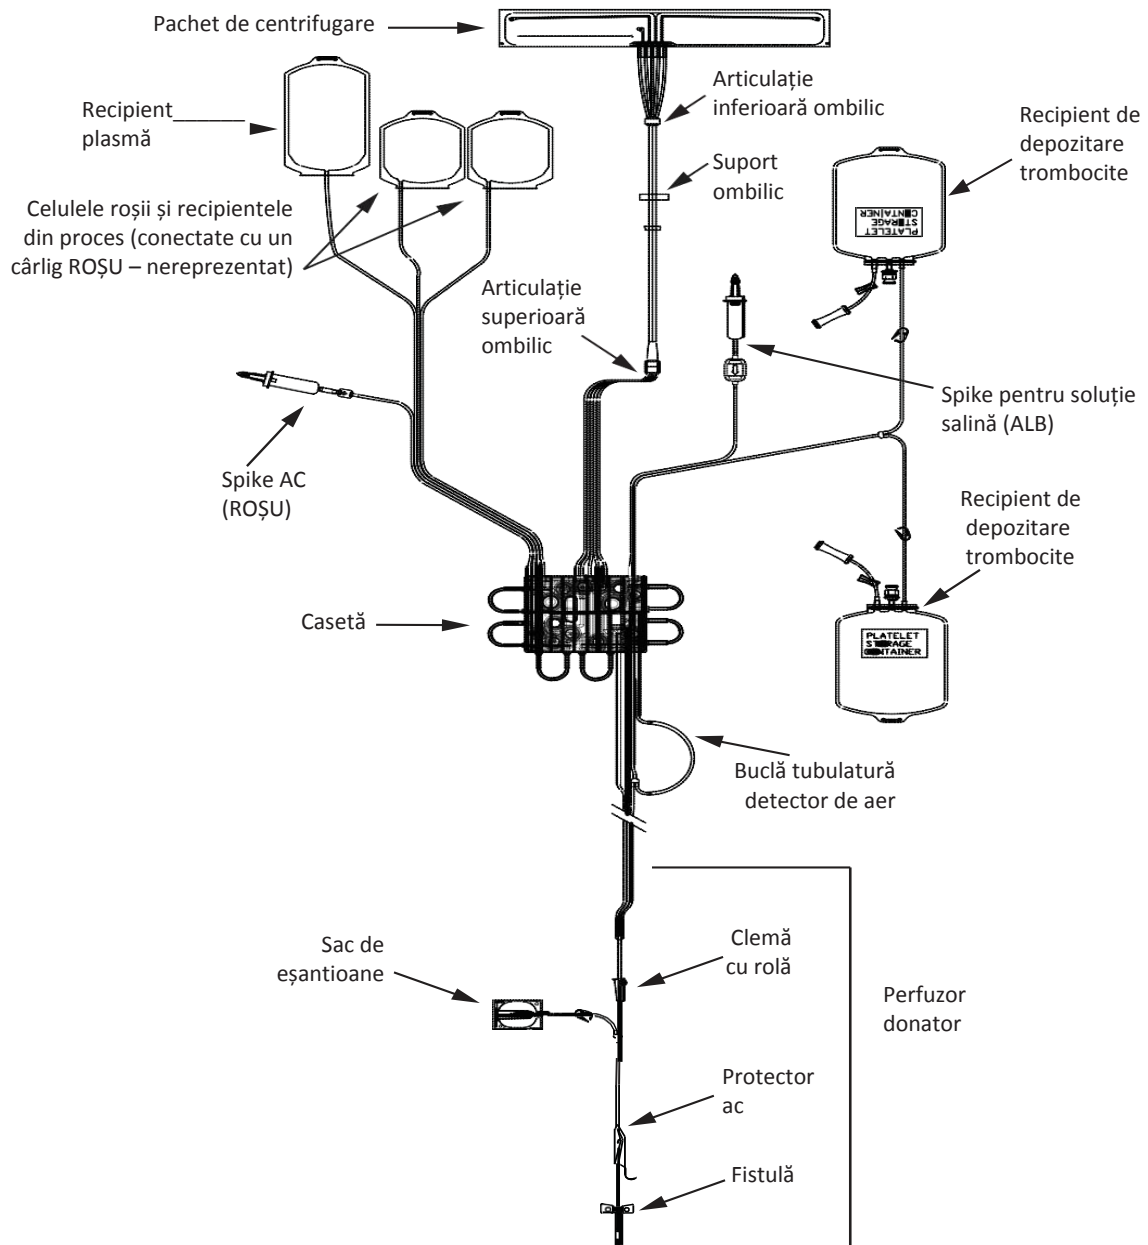 Pachet de centrifugare
Recipient______
plasmă
Articulație
inferioară ombilic
Recipient de
depozitare
trombocite
Suport
ombilic
Celulele roșii și recipientele
din proces (conectate cu un
cârlig ROȘU – nereprezentat)
PLATELET
STORAGE
CONTAINER
Articulație
superioară
ombilic
Spike pentru soluție
salină (ALB)
Spike AC
(ROȘU)
Recipient de
depozitare
trombocite
Casetă
PLATELET
STORAGE
CONTAINER
Buclă tubulatură
detector de aer
Sac de
eșantioane
Clemă
cu rolă
Perfuzor
donator
Protector
ac
Fistulă